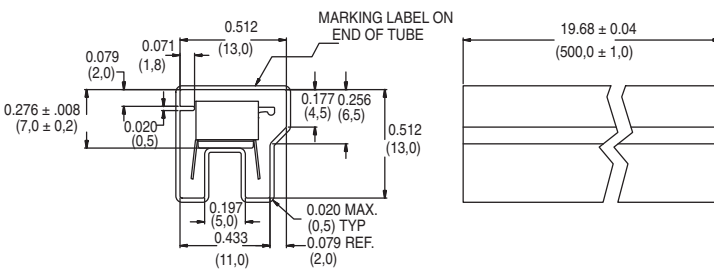 0.512
(13,0)
MARKING LABEL ON
END OF TUBE
19.68 ± 0.04
(500,0 ± 1,0)
0.071
(1,8)
0.079
(2,0)
0.276 ± .008
(7,0 ± 0,2)
0.020
(0,5)
0.177
(4,5)
0.256
(6,5)
0.512
(13,0)
0.197
(5,0)
0.433
(11,0)
0.020 MAX.
(0,5) TYP
0.079 REF.
(2,0)